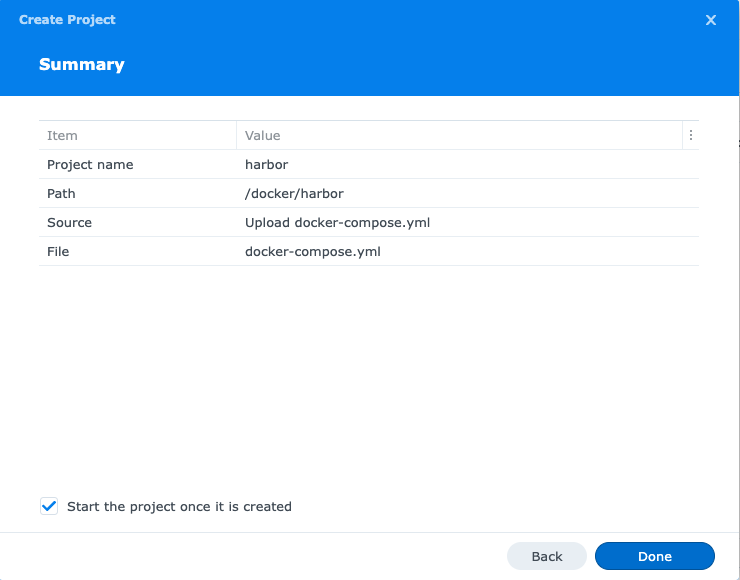 Create Project
X
Summary
Item Value
Project name harbor
Path /docker/harbor
Source Upload docker-compose.yml
File docker-compose.yml
Start the project once it is created
Back Done